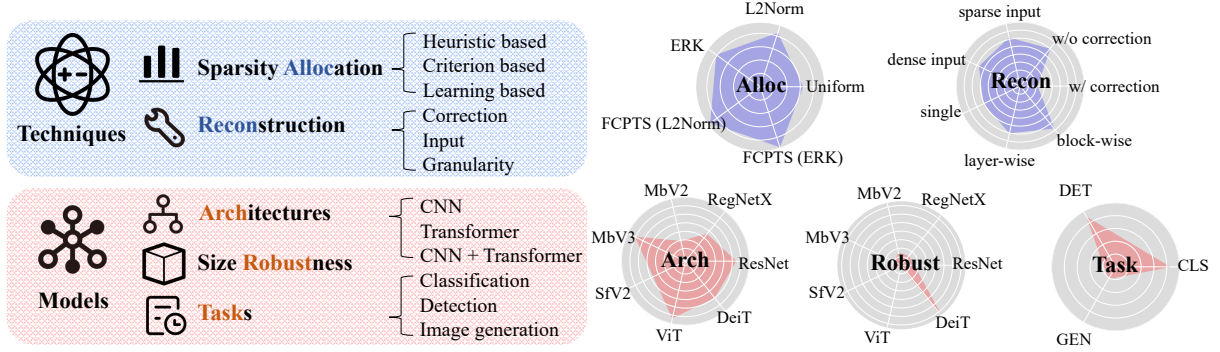 Techniques
Sparsity Allocation
Heuristic based
Criterion based
Learning based
Reconstruction
Correction
Input
Granularity
Models
Architectures
CNN
Transformer
CNN + Transformer
Size Robustness
Tasks
Classification
Detection
Image generation
L2Norm
ERK
Alloc
Uniform
FCPTS (L2Norm)
FCPTS (ERK)
sparse input
w/o correction
dense input
Recon
w/ correction
single
block-wise
layer-wise
MbV2
RegNetX
MbV3
Arch
ResNet
SfV2
DeiT
ViT
MbV2
RegNetX
MbV3
Robust
ResNet
SfV2
DeiT
ViT
DET
Task
CLS
GEN